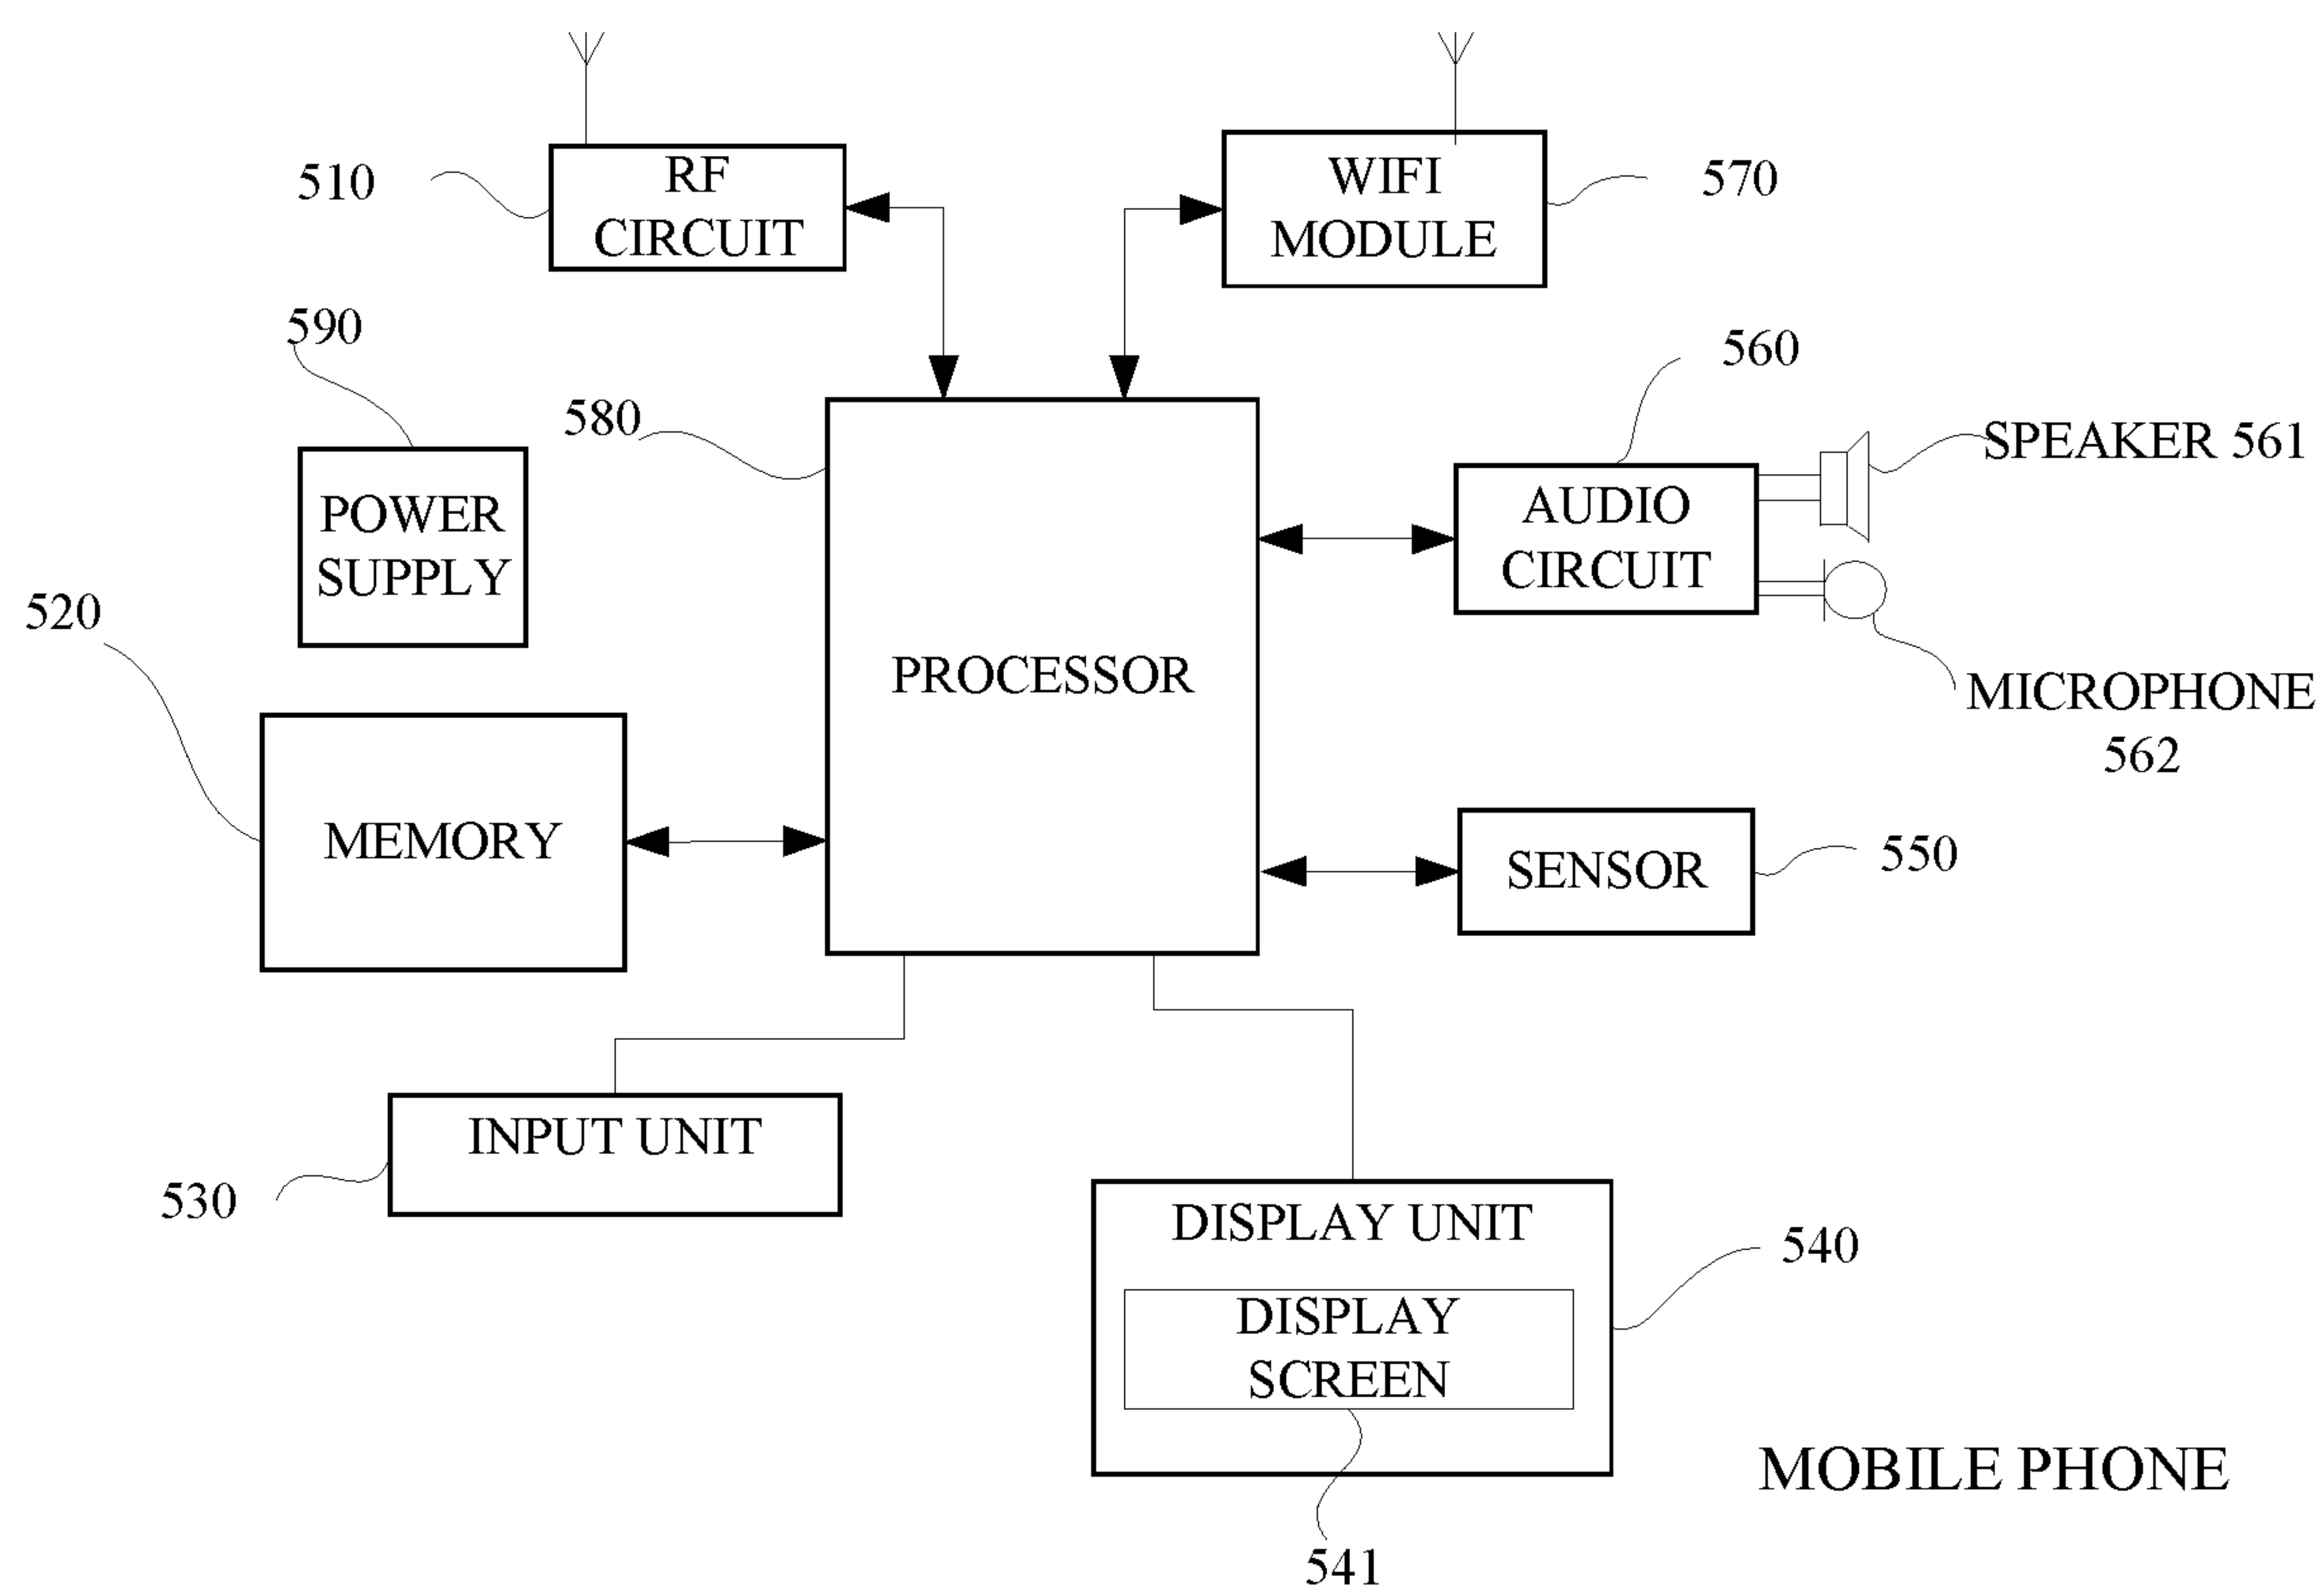 510
RF
CIRCUIT
WIFI
MODULE
570
590
580
560
SPEAKER 561
POWER
SUPPLY
AUDIO
CIRCUIT
520
PROCESSOR
MICROPHONE
562
MEMORY
SENSOR
550
INPUT UNIT
530
DISPLAY UNIT
540
DISPLAY
SCREEN
MOBILE PHONE
541